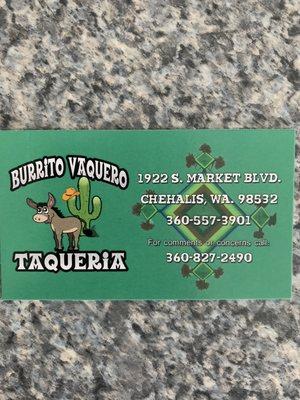 BURRITO VAQUERO
TAQUERIA
1922 S. MARKET BLVD.
CHEHALIS, WA. 98532
360-557-3901
For comments or concerns call:
360-827-2490